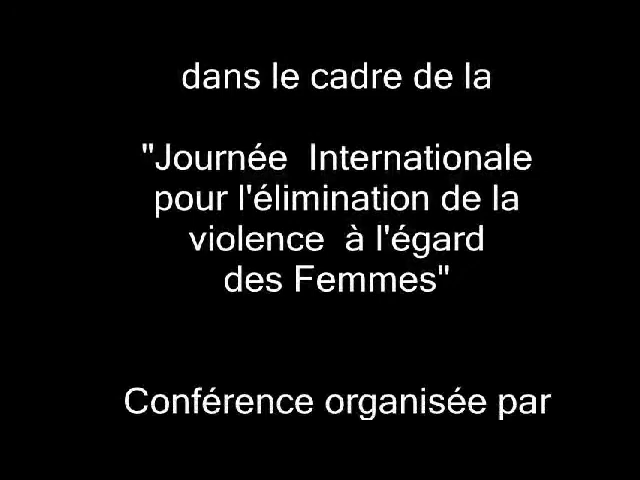 dans le cadre de la
"Journée  Internationale
pour l'élimination de la
violence  à l'égard
des Femmes"
Conférence organisée par